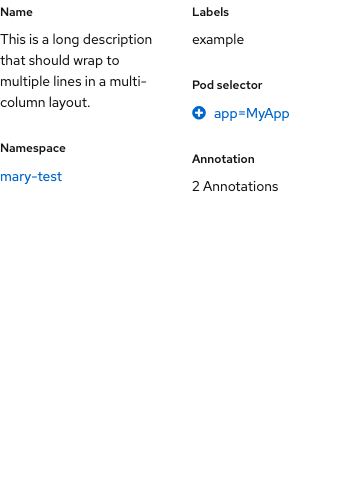 Name
This is a long description
that should wrap to
multiple lines in a multi-
column layout.
Namespace
mary-test
Labels
example
Pod selector
app=MyApp
Annotation
2 Annotations